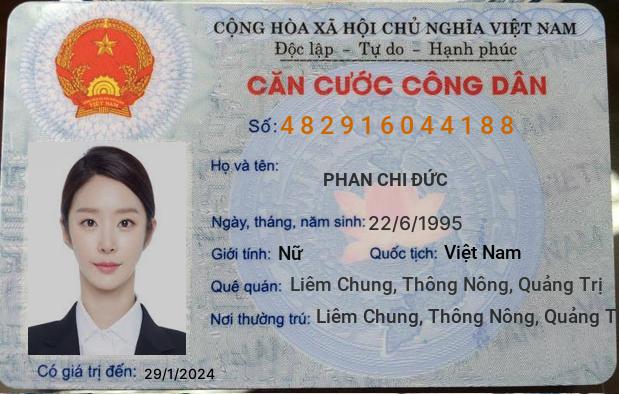 CỘNG HÒA XÃ HỘI CHỦ NGHĨA VIỆT NAM
Độc lập - Tự do - Hạnh phúc
CĂN CƯỚC CÔNG DÂN
Số: 482916044188
Họ và tên:
PHAN CHI ĐỨC
Ngày, tháng, năm sinh: 22/6/1995
Giới tính: Nữ Quốc tịch: Việt Nam
Quê quán: Liêm Chung, Thông Nông, Quảng Trị
Nơi thường trú: Liêm Chung, Thông Nông, Quảng T
Có giá trị đến: 29/1/2024
VIỆT NAM